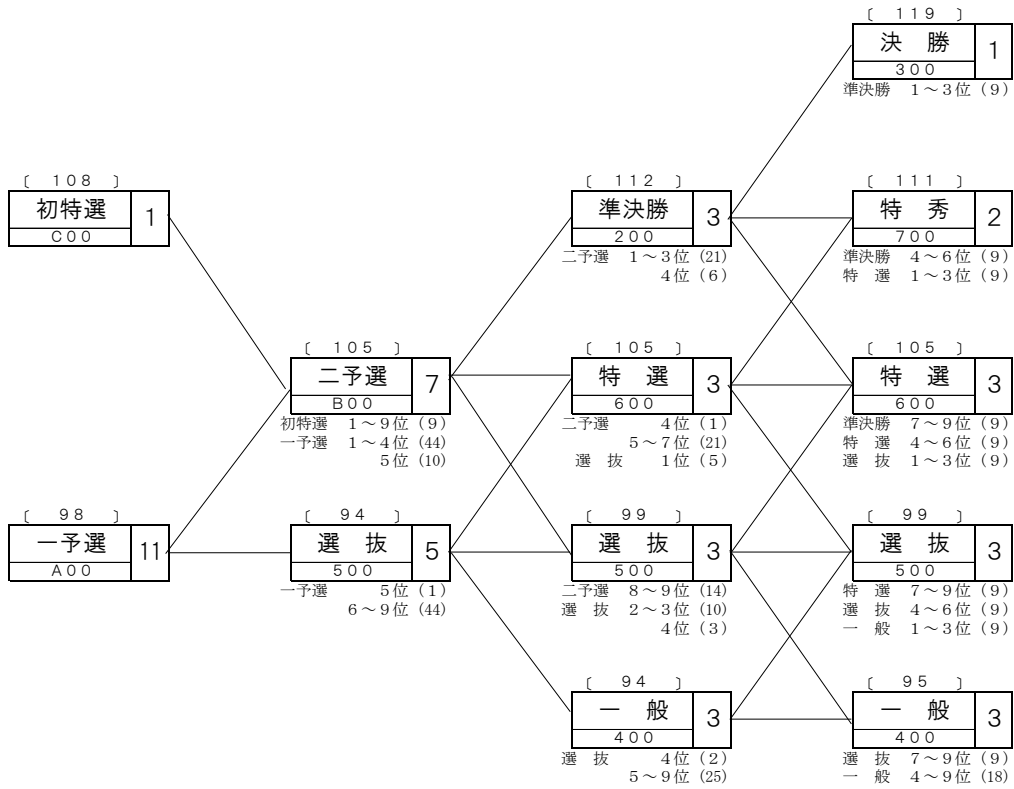 〔　１１９　〕
決　勝
1
３００
準決勝　１～３位（９）
〔　１０８　〕
初特選
1
Ｃ００
〔　１１２　〕
準決勝
3
２００
二予選　１～３位（21）
４位（６）
〔　１１１　〕
特　秀
2
７００
準決勝　４～６位（９）
特　選　１～３位（９）
〔　１０５　〕
二予選
7
Ｂ００
初特選　１～９位（９）
一予選　１～４位（44）
５位（10）
〔　１０５　〕
特　選
3
６００
二予選　４位（１）
５～７位（21）
選　抜　１位（５）
〔　１０５　〕
特　選
3
６００
準決勝　７～９位（９）
特　選　４～６位（９）
選　抜　１～３位（９）
〔　９８　〕
一予選
11
Ａ００
〔　９４　〕
選　抜
5
５００
一予選　５位（１）
６～９位（44）
〔　９９　〕
選　抜
3
５００
二予選　８～９位（14）
選　抜　２～３位（10）
４位（３）
〔　９９　〕
選　抜
3
５００
特　選　７～９位（９）
選　抜　４～６位（９）
一　般　１～３位（９）
〔　９４　〕
一　般
3
４００
選　抜　４位（２）
５～９位（25）
〔　９５　〕
一　般
3
４００
選　抜　７～９位（９）
一　般　４～９位（18）